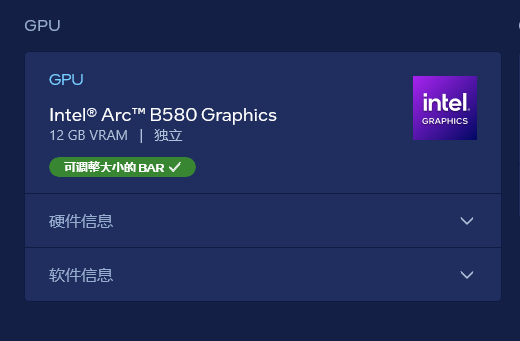 GPU
GPU
Intel® Arc™ B580 Graphics
12 GB VRAM | 独立
可调整大小的 BAR
intel.
GRAPHICS
硬件信息
软件信息